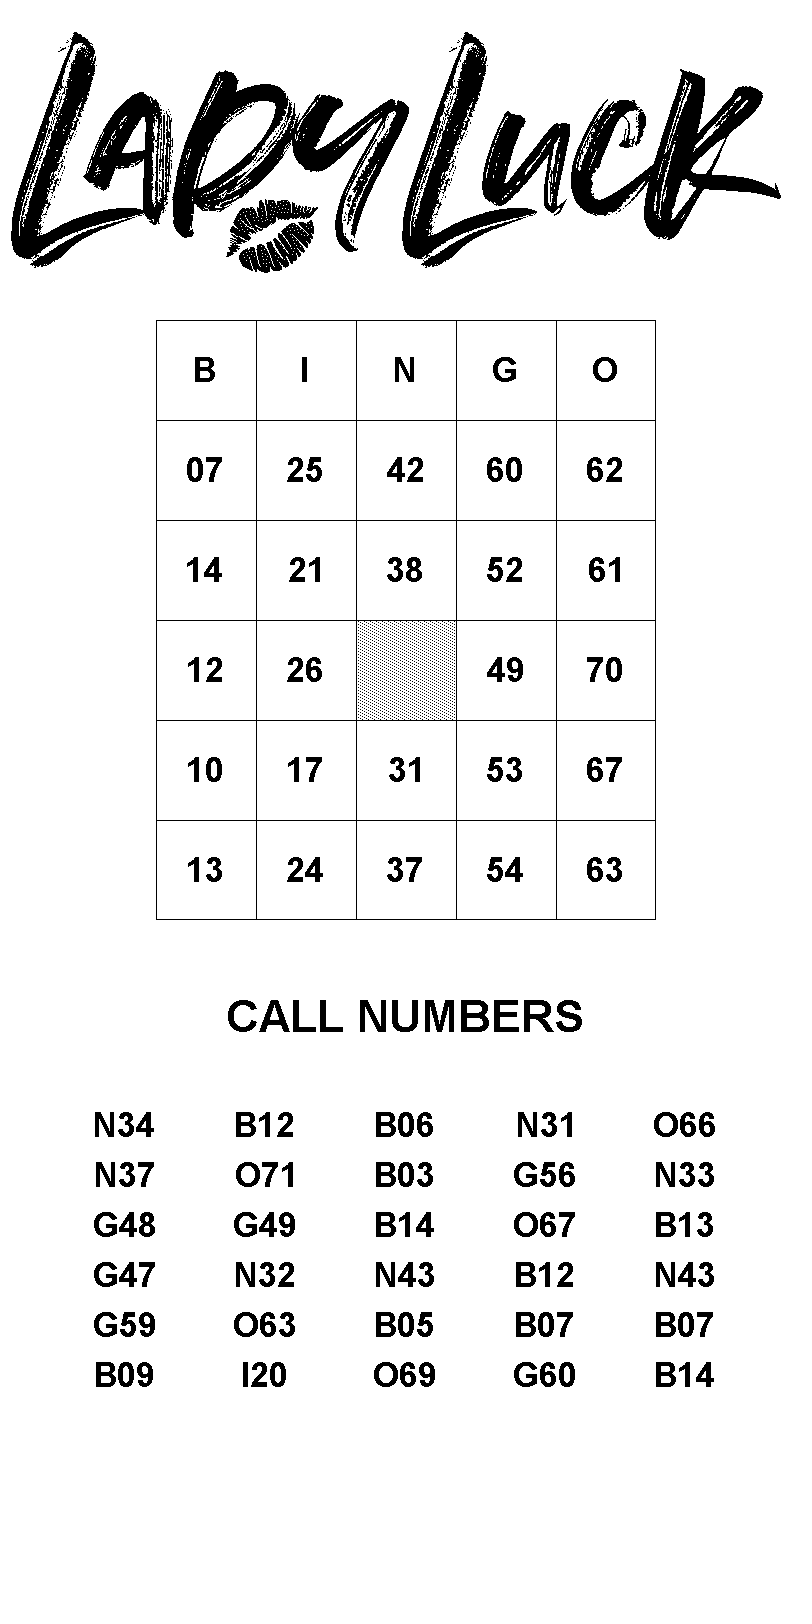 LADY LUCK
B I N G O
07 25 42 60 62
14 21 38 52 61
12 26 49 70
10 17 31 53 67
13 24 37 54 63
CALL NUMBERS
N34 B12 B06 N31 O66
N37 O71 B03 G56 N33
G48 G49 B14 O67 B13
G47 N32 N43 B12 N43
G59 O63 B05 B07 B07
B09 I20 O69 G60 B14